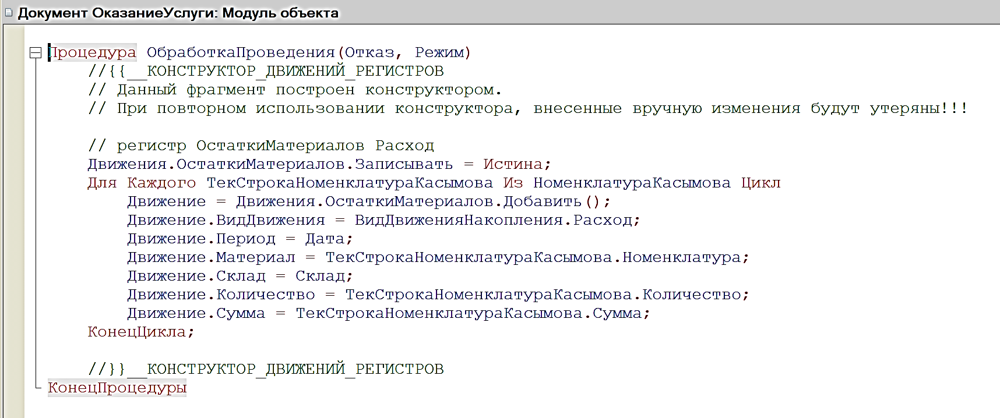 Документ ОказаниеУслуги: Модуль объекта
Процедура ОбработкаПроведения(Отказ, Режим)
//{{__КОНСТРУКТОР_ДВИЖЕНИЙ_РЕГИСТРОВ
// Данный фрагмент построен конструктором.
// При повторном использовании конструктора, внесенные вручную изменения будут утеряны!!!
// регистр ОстаткиМатериалов Расход
Движения.ОстаткиМатериалов.Записывать = Истина;
Для Каждого ТекСтрокаНоменклатураКасымова Из НоменклатураКасымова Цикл
Движение = Движения.ОстаткиМатериалов.Добавить();
Движение.ВидДвижения = ВидДвиженияНакопления.Расход;
Движение.Период = Дата;
Движение.Материал = ТекСтрокаНоменклатураКасымова.Номенклатура;
Движение.Склад = Склад;
Движение.Количество = ТекСтрокаНоменклатураКасымова.Количество;
Движение.Сумма = ТекСтрокаНоменклатураКасымова.Сумма;
КонецЦикла;
//}}__КОНСТРУКТОР_ДВИЖЕНИЙ_РЕГИСТРОВ
КонецПроцедуры